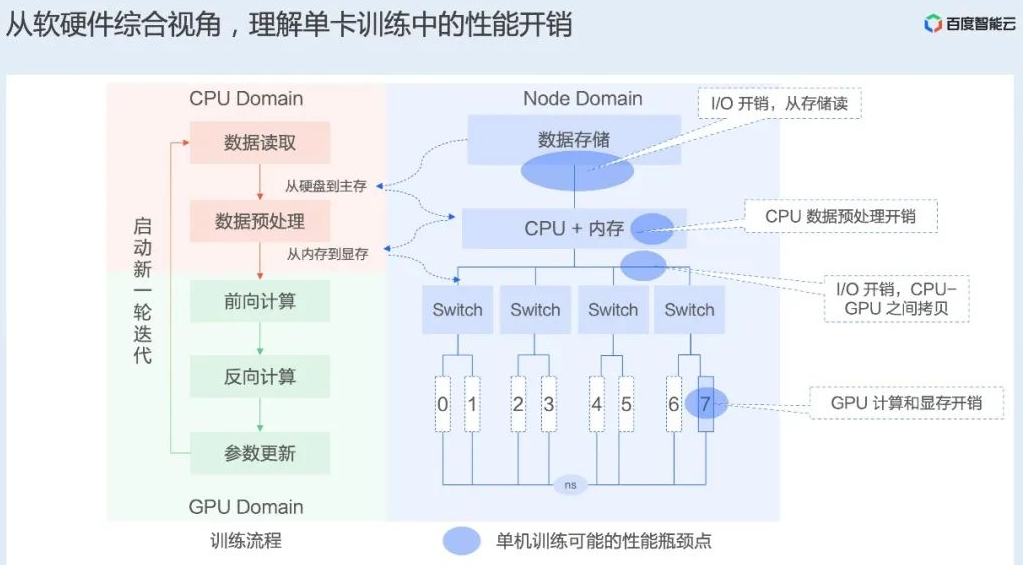 从软硬件综合视角，理解单卡训练中的性能开销
百度智能云
CPU Domain
数据读取
从硬盘到主存
数据预处理
从内存到显存
启动新一轮迭代
前向计算
反向计算
参数更新
GPU Domain
训练流程
Node Domain
数据存储
CPU + 内存
Switch
Switch
Switch
Switch
0
1
2
3
4
5
6
7
ns
I/O 开销，从存储读
CPU 数据预处理开销
I/O 开销，CPU-
GPU 之间拷贝
GPU 计算和显存开销
单机训练可能的性能瓶颈点